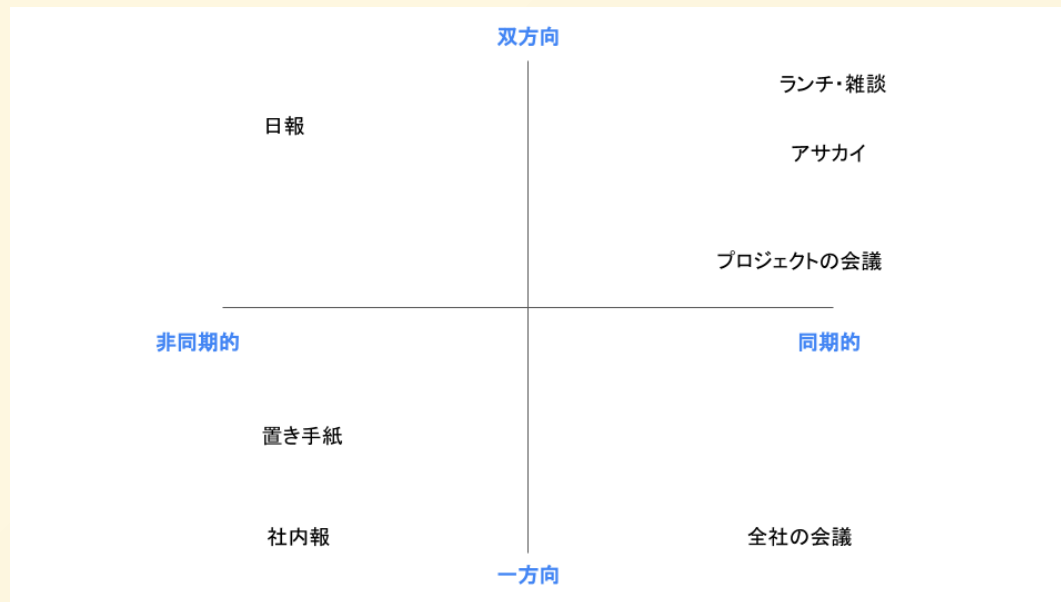 双方向
ランチ・雑談
日報
アサカイ
プロジェクトの会議
非同期的
同期的
置き手紙
社内報
全社の会議
一方向